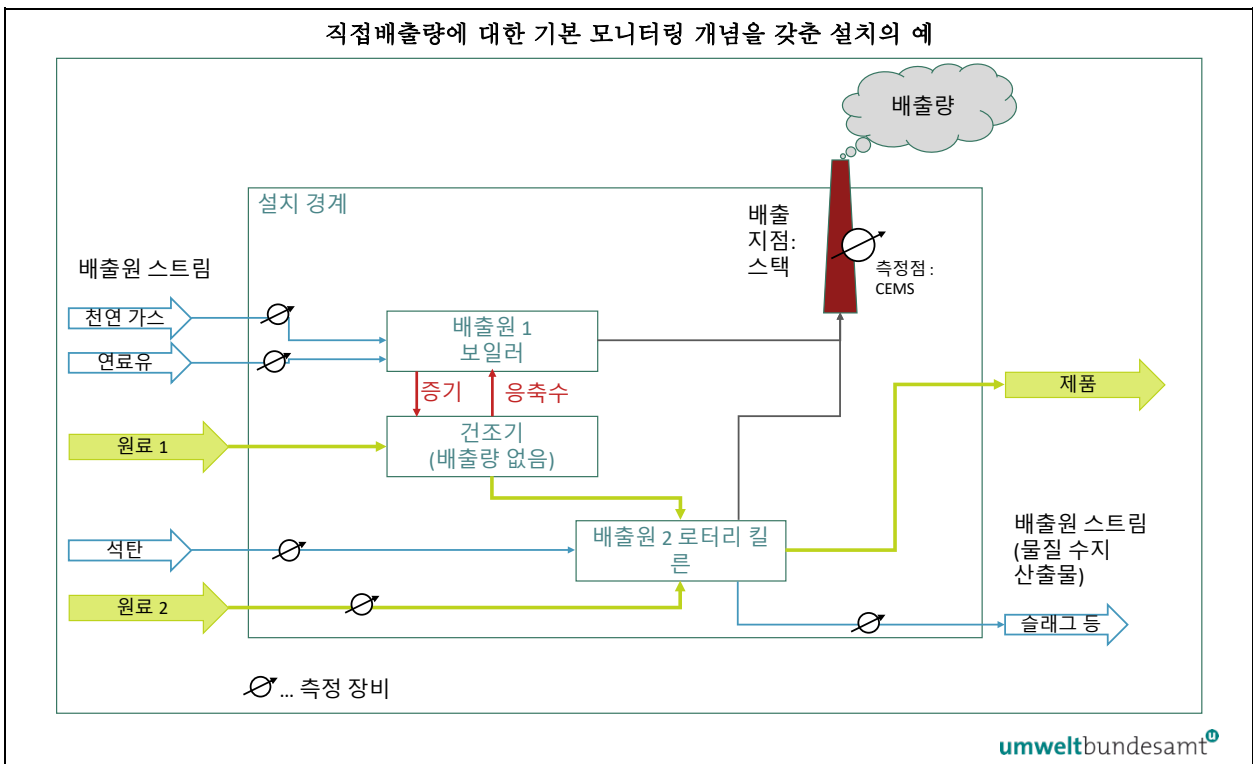 직접배출량에 대한 기본 모니터링 개념을 갖춘 설치의 예
배출량
설치 경계
배출
지점:
스택
측정점 :
CEMS
배출원 스트림
천연 가스
연료유
배출원 1
보일러
증기
응축수
제품
원료 1
건조기
(배출량 없음)
석탄
배출원 2 로터리 킬
른
배출원 스트림
(물질 수지
산출물)
원료 2
슬래그 등
... 측정 장비
umweltbundesamt